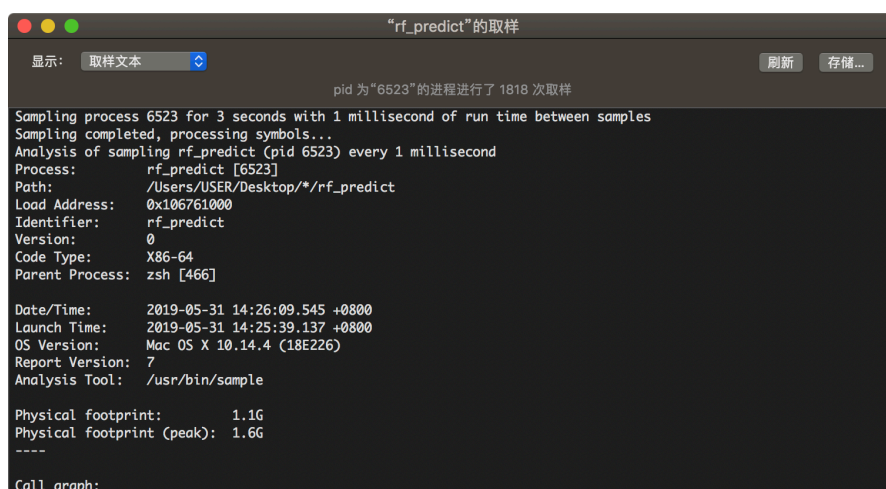 “rf_predict”的取样
显示： 取样文本 刷新 存储...
pid 为“6523”的进程进行了 1818 次取样
Sampling process 6523 for 3 seconds with 1 millisecond of run time between samples
Sampling completed, processing symbols...
Analysis of sampling rf_predict (pid 6523) every 1 millisecond
Process: rf_predict [6523]
Path: /Users/USER/Desktop/*/rf_predict
Load Address: 0x106761000
Identifier: rf_predict
Version: 0
Code Type: X86-64
Parent Process: zsh [466]
Date/Time: 2019-05-31 14:26:09.545 +0800
Launch Time: 2019-05-31 14:25:39.137 +0800
OS Version: Mac OS X 10.14.4 (18E226)
Report Version: 7
Analysis Tool: /usr/bin/sample
Physical footprint: 1.1G
Physical footprint (peak): 1.6G
----
Call graph: